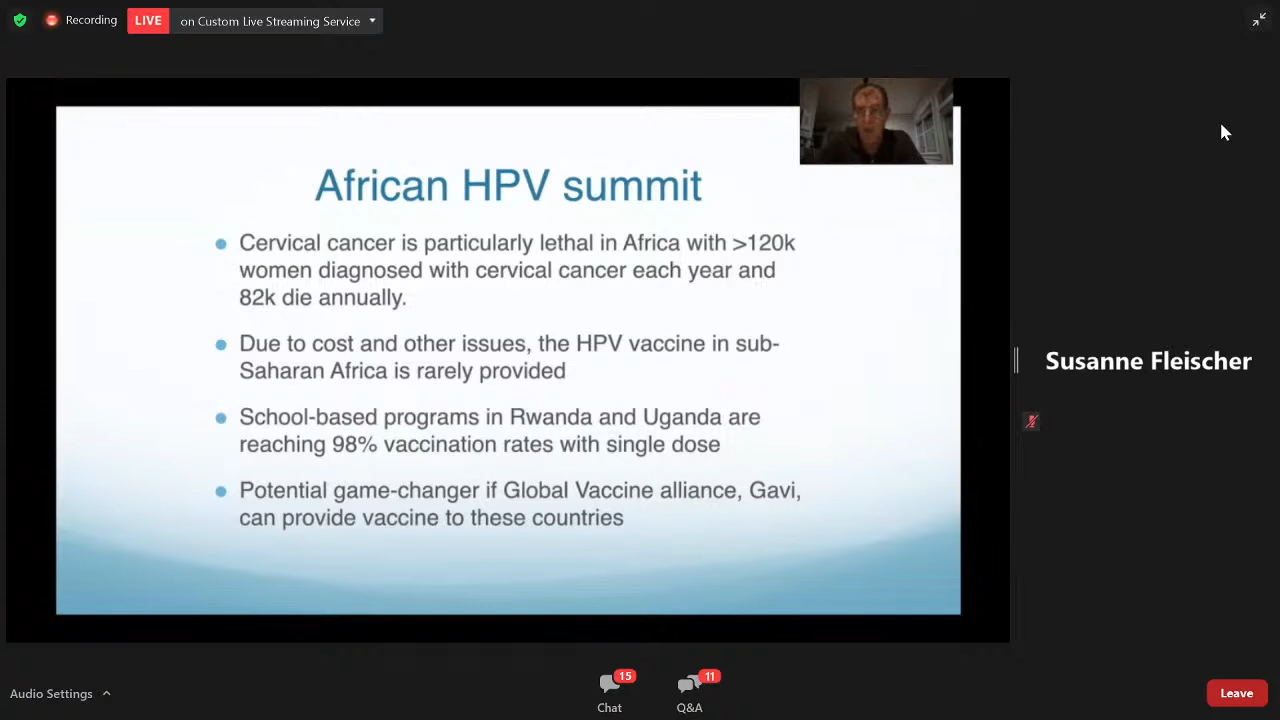 Recording
LIVE
on Custom Live Streaming Service
African HPV summit
Cervical cancer is particularly lethal in Africa with >120k
women diagnosed with cervical cancer each year and
82k die annually.
Due to cost and other issues, the HPV vaccine in sub-
Saharan Africa is rarely provided
School-based programs in Rwanda and Uganda are
reaching 98% vaccination rates with single dose
Potential game-changer if Global Vaccine alliance, Gavi,
can provide vaccine to these countries
Susanne Fleischer
Audio Settings
15
Chat
11
Q&A
Leave